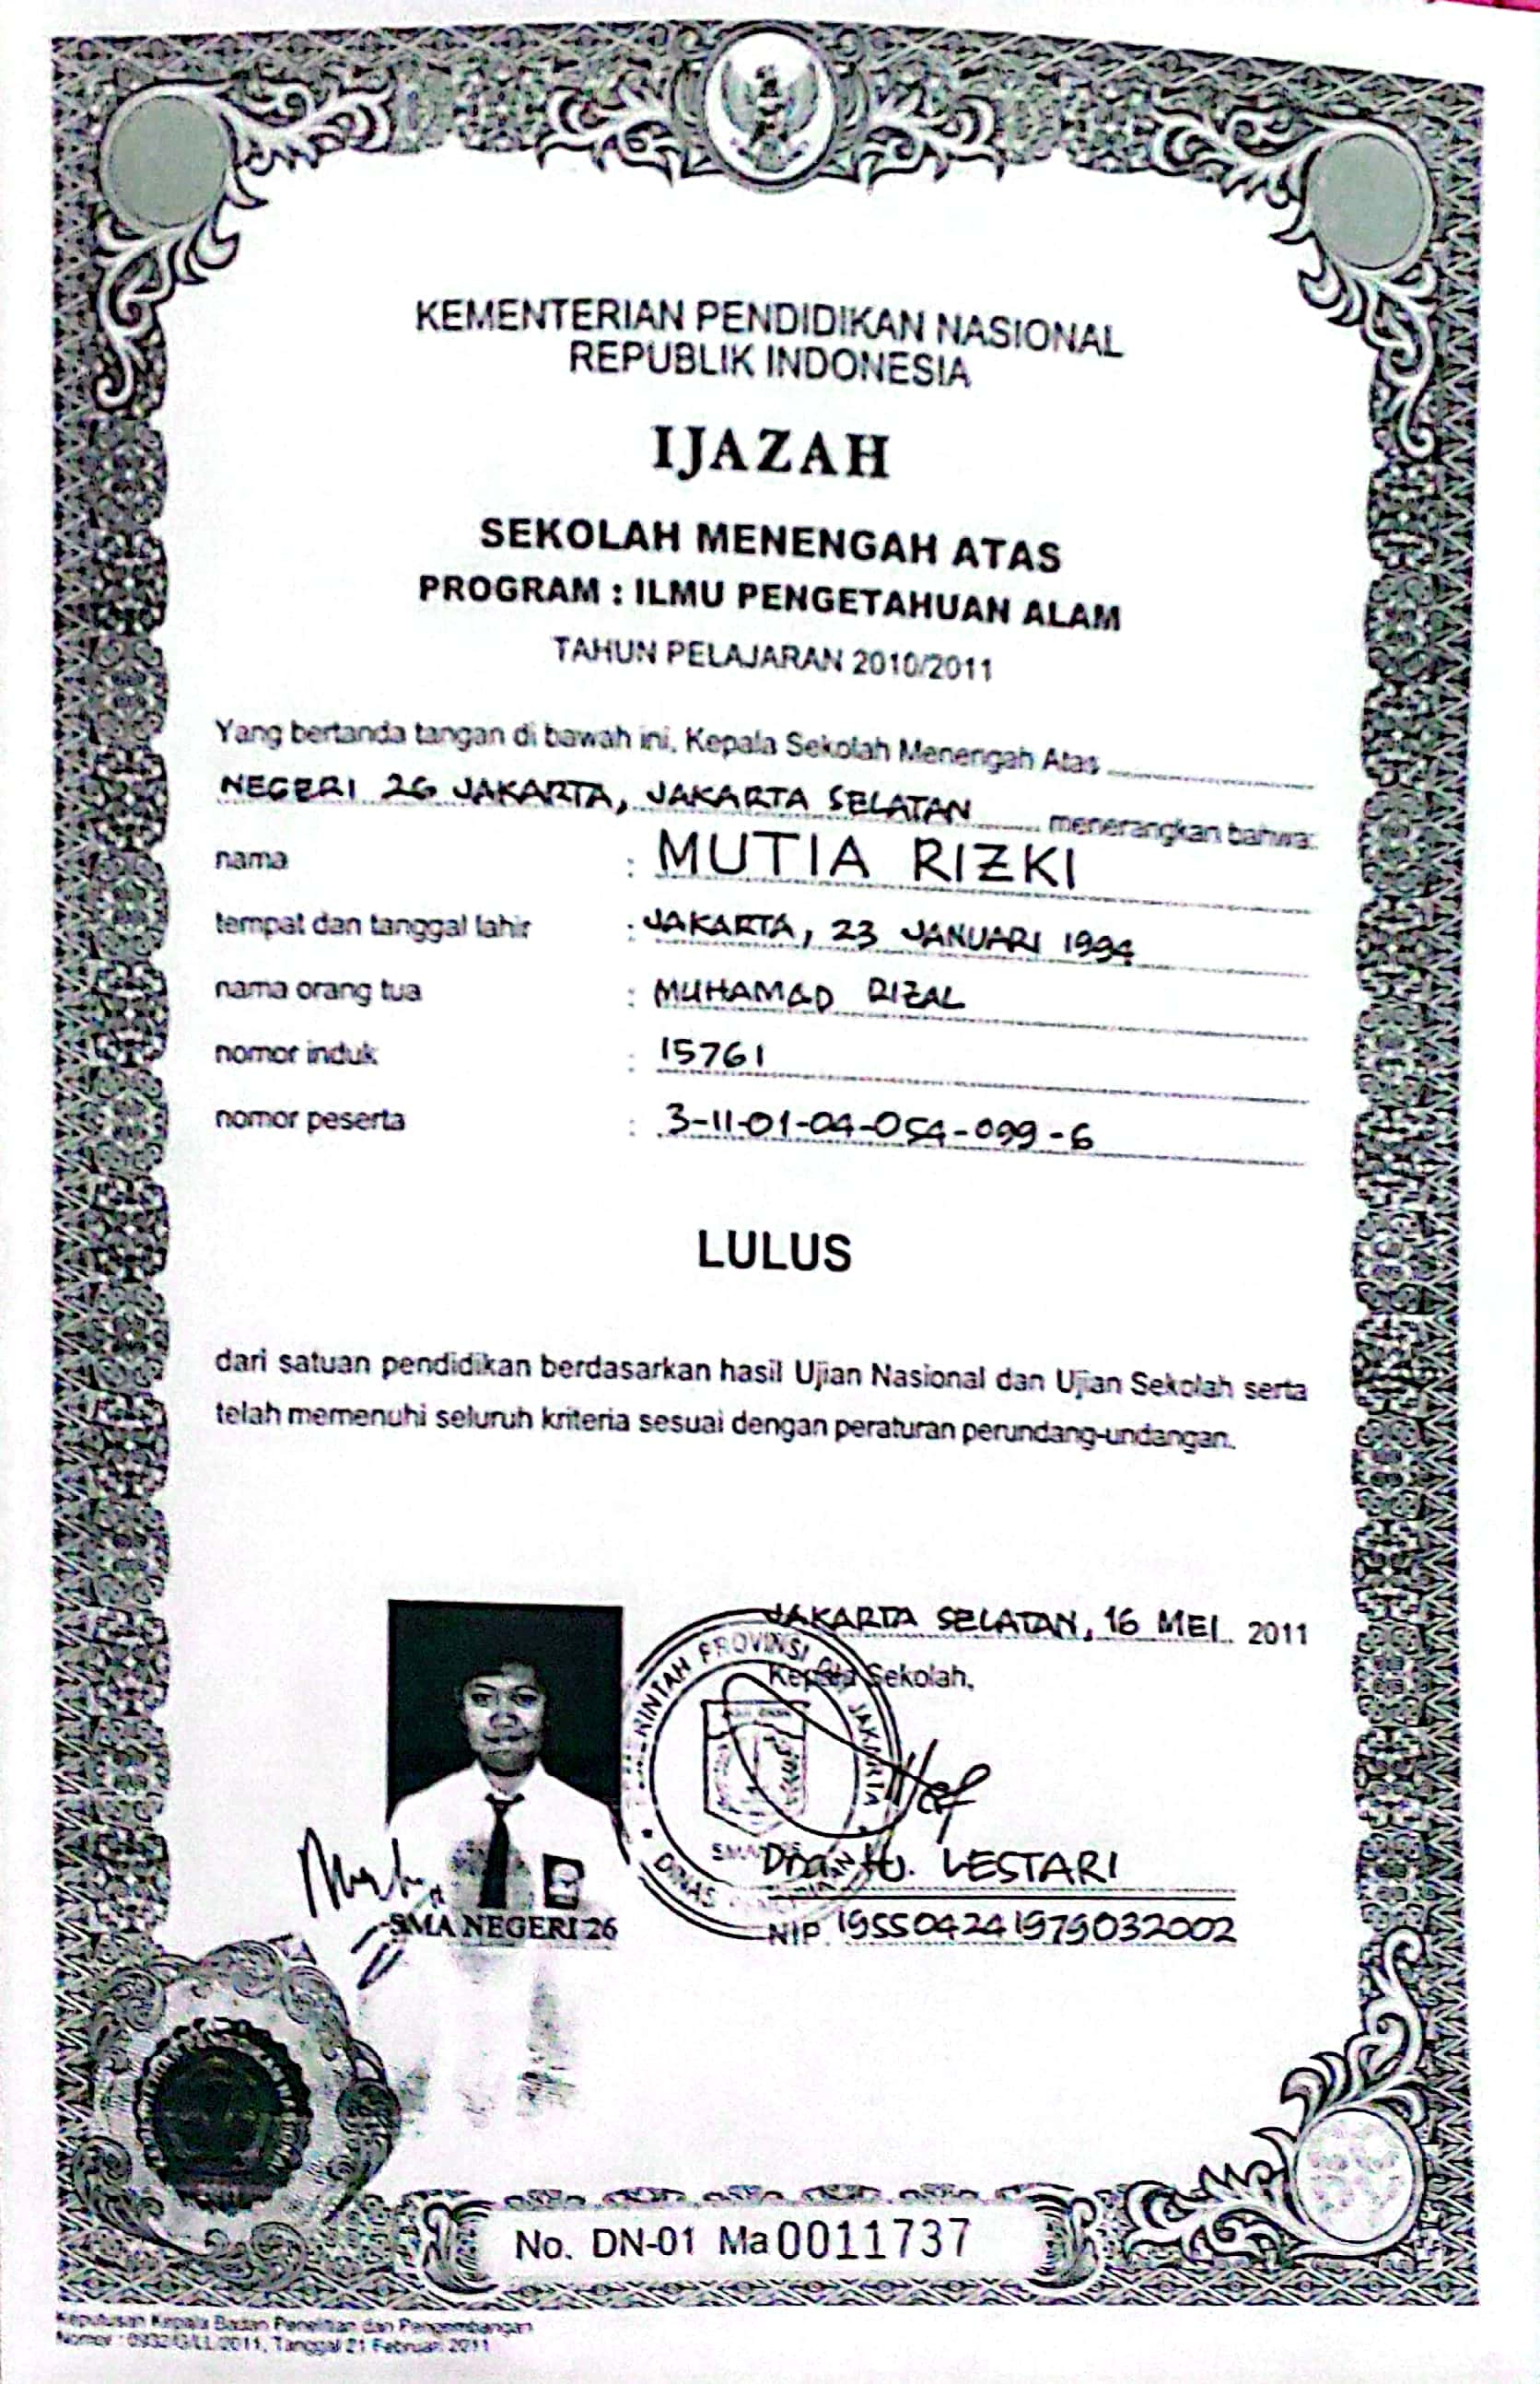 KEMENTERIAN PENDIDIKAN NASIONAL
REPUBLIK INDONESIA
IJAZAH
SEKOLAH MENENGAH ATAS
PROGRAM : ILMU PENGETAHUAN ALAM
TAHUN PELAJARAN 2010/2011
Yang bertanda tangan di bawah ini, Kepala Sekolah Menengah Atas
NEGERI 26 JAKARTA, JAKARTA SELATAN menerangkan bahwa:
nama : MUTIA RIZKI
tempat dan tanggal lahir : JAKARTA, 23 JANUARI 1994
nama orang tua : MUHAMAD RIZAL
nomor induk : 15761
nomor peserta : 3-11-01-04-054-099-6
LULUS
dari satuan pendidikan berdasarkan hasil Ujian Nasional dan Ujian Sekolah serta
telah memenuhi seluruh kriteria sesuai dengan peraturan perundang-undangan.
JAKARTA SELATAN, 16 MEI 2011
Kepala Sekolah,
PEMERINTAH PROVINSI DKI JAKARTA
DINAS
SMA
Dra. Hj. LESTARI
NIP. 195504241979032002
SMA NEGERI 26
No. DN-01 Ma 0011737
Keputusan Kepala Badan Penelitian dan Pengembangan
Nomor : 0932/G/LL/2011, Tanggal 21 Februari 2011